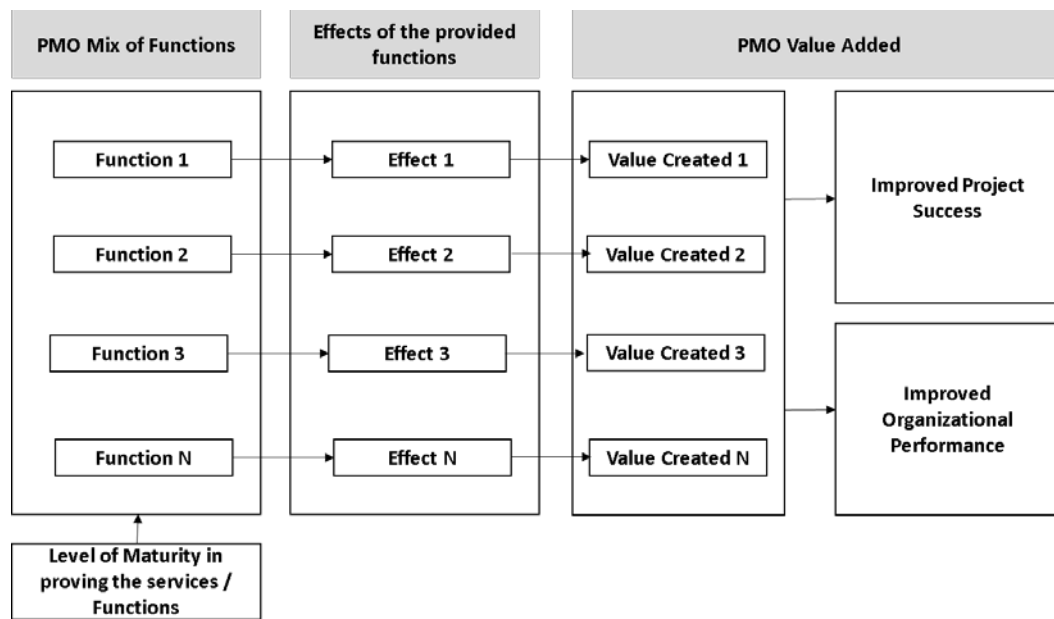 PMO Mix of Functions
Effects of the provided
functions
PMO Value Added
Function 1
Effect 1
Value Created 1
Function 2
Effect 2
Value Created 2
Function 3
Effect 3
Value Created 3
Function N
Effect N
Value Created N
Improved Project
Success
Improved
Organizational
Performance
Level of Maturity in
proving the services /
Functions